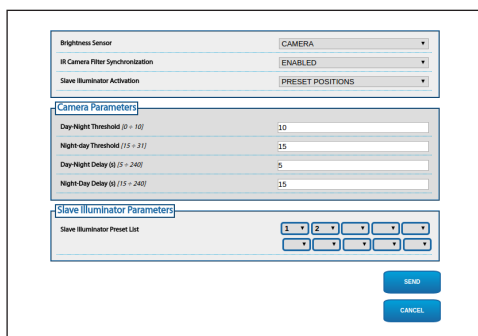 Brightness Sensor CAMERA
IR Camera Filter Synchronization ENABLED
Slave Illuminator Activation PRESET POSITIONS
Camera Parameters
Day-Night Threshold [0 ÷ 10] 10
Night-day Threshold [15 ÷ 31] 15
Day-Night Delay (s) [5 ÷ 240] 5
Night-Day Delay (s) [15 ÷ 240] 15
Slave Illuminator Parameters
Slave Illuminator Preset List 1 2
SEND
CANCEL